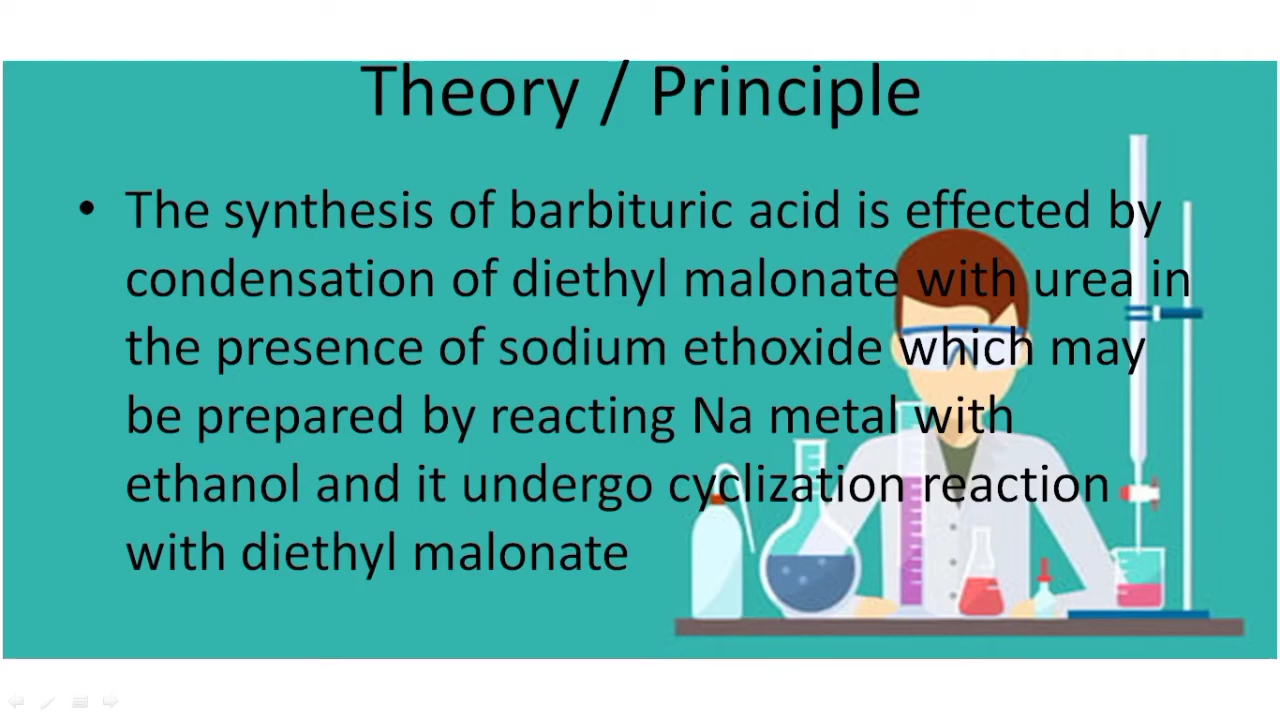 Theory / Principle
• The synthesis of barbituric acid is effected by
condensation of diethyl malonate with urea in
the presence of sodium ethoxide which may
be prepared by reacting Na metal with
ethanol and it undergo cyclization reaction
with diethyl malonate